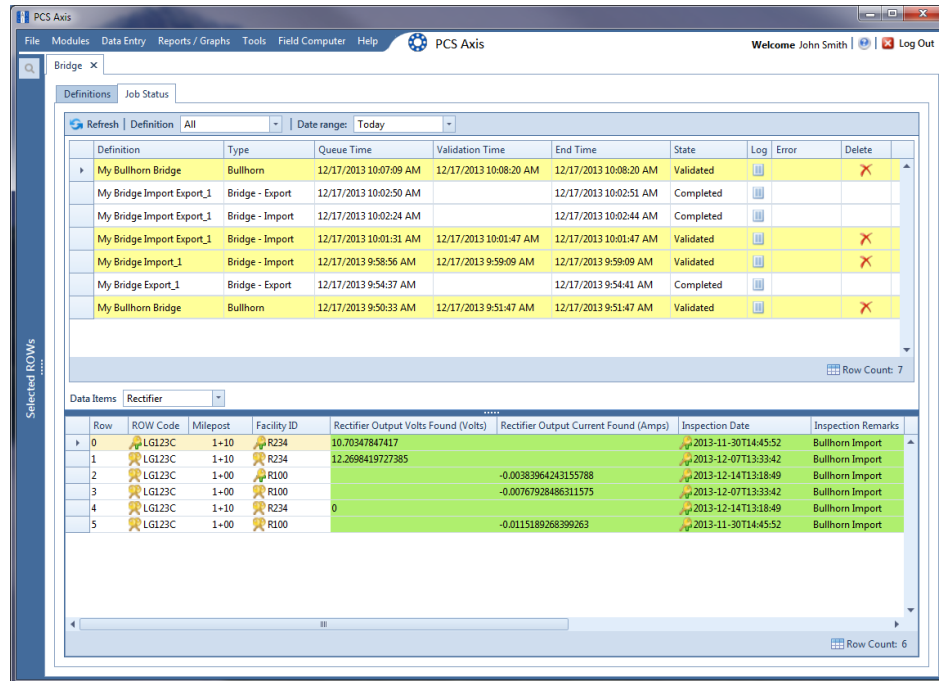 PCS Axis
File Modules Data Entry Reports / Graphs Tools Field Computer Help PCS Axis Welcome John Smith Log Out
Bridge
Definitions Job Status
Refresh Definition All Date range: Today
Definition Type Queue Time Validation Time End Time State Log Error Delete
My Bullhorn Bridge Bullhorn 12/17/2013 10:07:09 AM 12/17/2013 10:08:20 AM 12/17/2013 10:08:20 AM Validated
My Bridge Import Export_1 Bridge - Export 12/17/2013 10:02:50 AM 12/17/2013 10:02:51 AM Completed
My Bridge Import Export_1 Bridge - Import 12/17/2013 10:02:24 AM 12/17/2013 10:02:44 AM Completed
My Bridge Import Export_1 Bridge - Import 12/17/2013 10:01:31 AM 12/17/2013 10:01:47 AM 12/17/2013 10:01:47 AM Validated
My Bridge Import_1 Bridge - Import 12/17/2013 9:58:56 AM 12/17/2013 9:59:09 AM 12/17/2013 9:59:09 AM Validated
My Bridge Export_1 Bridge - Export 12/17/2013 9:54:37 AM 12/17/2013 9:54:41 AM Completed
My Bullhorn Bridge Bullhorn 12/17/2013 9:50:33 AM 12/17/2013 9:51:47 AM 12/17/2013 9:51:47 AM Validated
Row Count: 7
Selected ROWs
Data Items Rectifier
Row ROW Code Milepost Facility ID Rectifier Output Volts Found (Volts) Rectifier Output Current Found (Amps) Inspection Date Inspection Remarks
0 LG123C 1+10 R234 10.70347847417 2013-11-30T14:45:52 Bullhorn Import
1 LG123C 1+10 R234 12.2698419727385 2013-12-07T13:33:42 Bullhorn Import
2 LG123C 1+00 R100 -0.00383964243155788 2013-12-14T13:18:49 Bullhorn Import
3 LG123C 1+00 R100 -0.00767928486311575 2013-12-07T13:33:42 Bullhorn Import
4 LG123C 1+10 R234 0 2013-12-14T13:18:49 Bullhorn Import
5 LG123C 1+00 R100 -0.0115189268399263 2013-11-30T14:45:52 Bullhorn Import
Row Count: 6